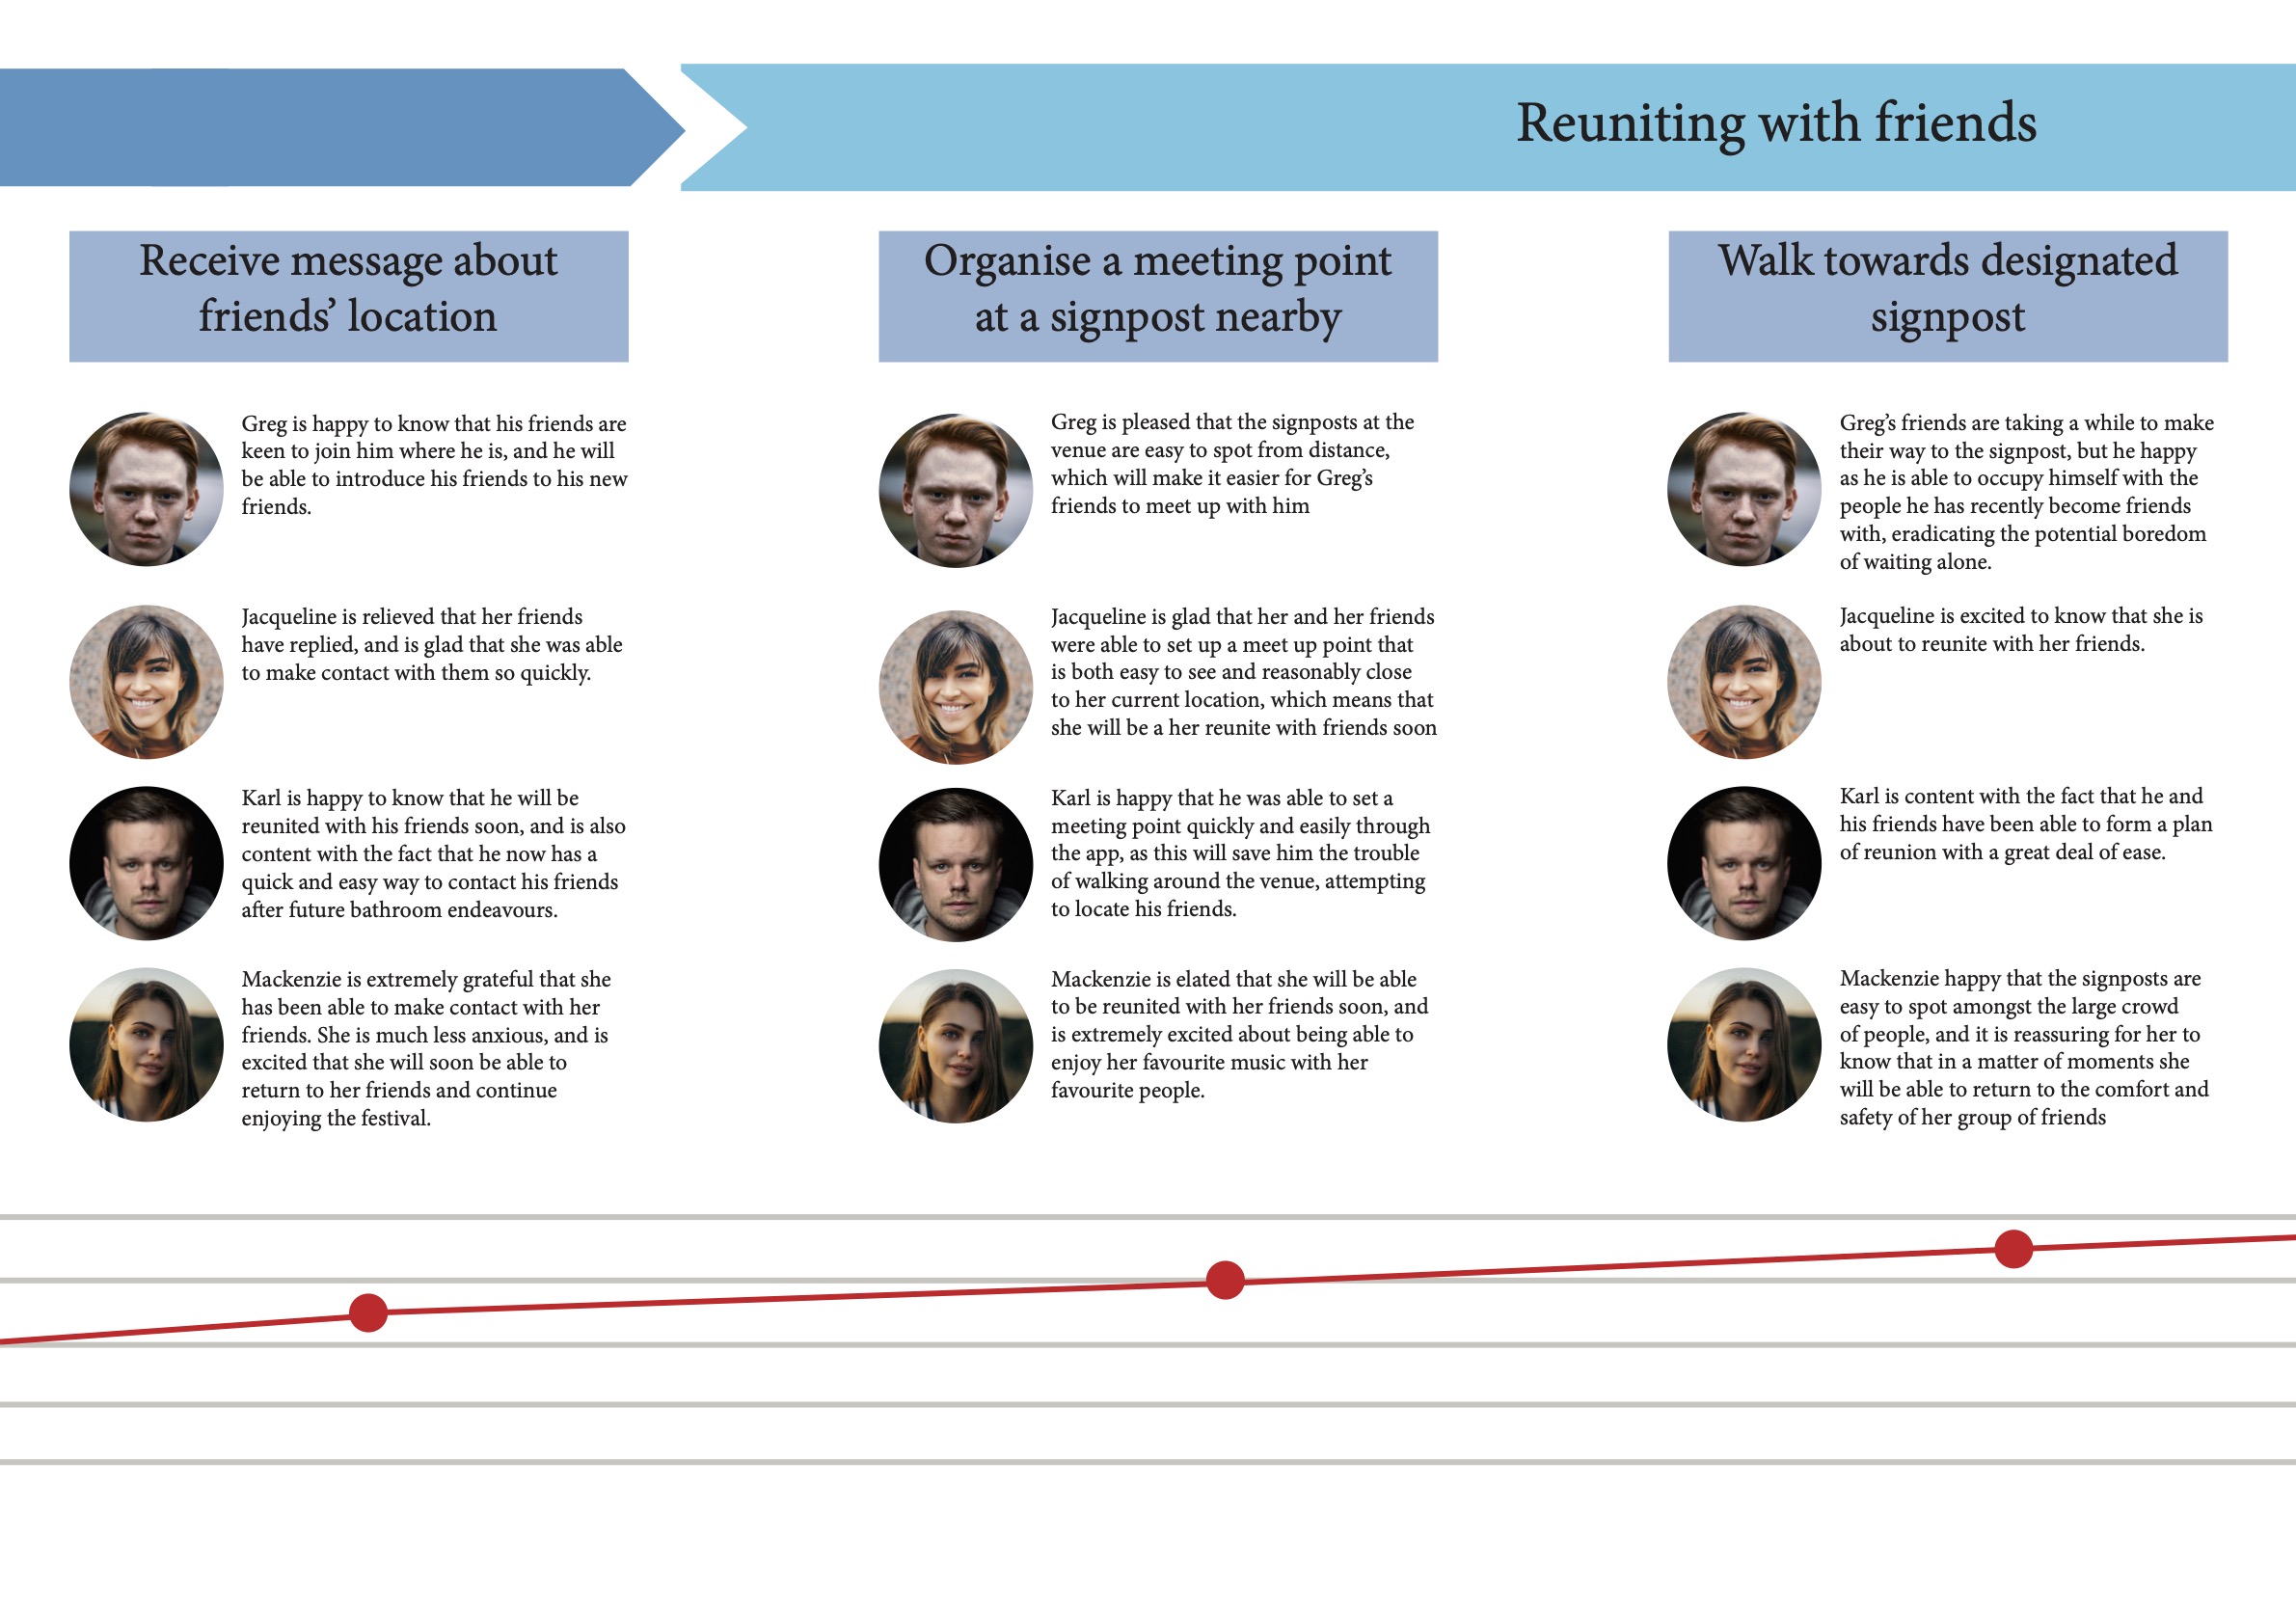 Reuniting with friends
Receive message about
friends’ location
Greg is happy to know that his friends are
keen to join him where he is, and he will
be able to introduce his friends to his new
friends.
Jacqueline is relieved that her friends
have replied, and is glad that she was able
to make contact with them so quickly.
Karl is happy to know that he will be
reunited with his friends soon, and is also
content with the fact that he now has a
quick and easy way to contact his friends
after future bathroom endeavours.
Mackenzie is extremely grateful that she
has been able to make contact with her
friends. She is much less anxious, and is
excited that she will soon be able to
return to her friends and continue
enjoying the festival.
Organise a meeting point
at a signpost nearby
Greg is pleased that the signposts at the
venue are easy to spot from distance,
which will make it easier for Greg’s
friends to meet up with him
Jacqueline is glad that her and her friends
were able to set up a meet up point that
is both easy to see and reasonably close
to her current location, which means that
she will be a her reunite with friends soon
Karl is happy that he was able to set a
meeting point quickly and easily through
the app, as this will save him the trouble
of walking around the venue, attempting
to locate his friends.
Mackenzie is elated that she will be able
to be reunited with her friends soon, and
is extremely excited about being able to
enjoy her favourite music with her
favourite people.
Walk towards designated
signpost
Greg’s friends are taking a while to make
their way to the signpost, but he happy
as he is able to occupy himself with the
people he has recently become friends
with, eradicating the potential boredom
of waiting alone.
Jacqueline is excited to know that she is
about to reunite with her friends.
Karl is content with the fact that he and
his friends have been able to form a plan
of reunion with a great deal of ease.
Mackenzie happy that the signposts are
easy to spot amongst the large crowd
of people, and it is reassuring for her to
know that in a matter of moments she
will be able to return to the comfort and
safety of her group of friends